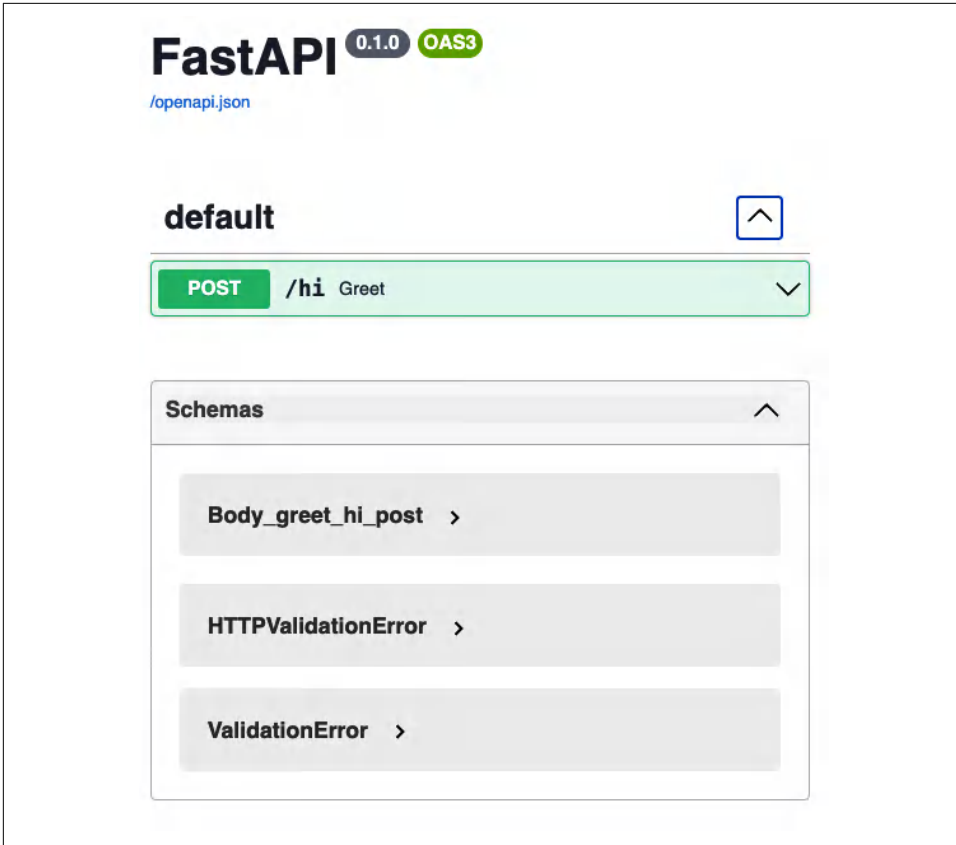 FastAPI 0.1.0 OAS3
/openapi.json
default
POST /hi Greet
Schemas
Body_greet_hi_post
HTTPValidationError
ValidationError